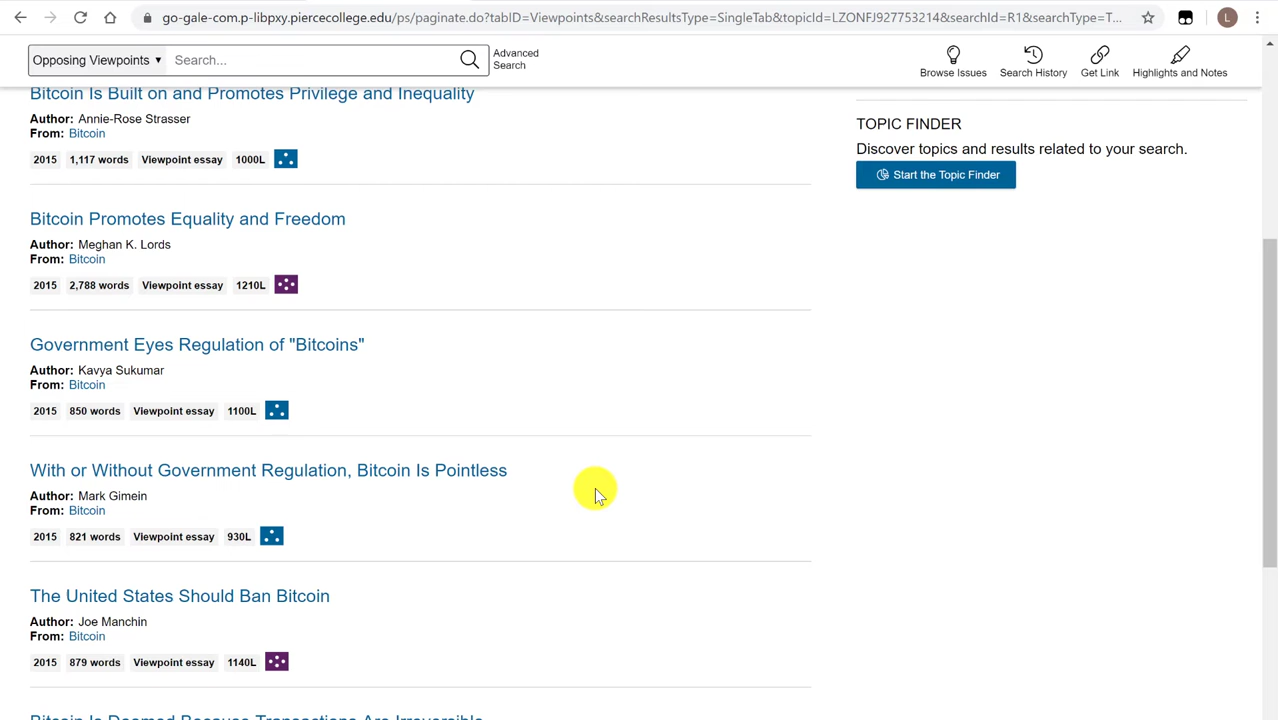 go-gale-com.p-libpxy.piercecollege.edu/ps/paginate.do?tabID=Viewpoints&searchResultsType=SingleTab&topicId=LZONFJ927753214&searchId=R1&searchType=T...
L
Opposing Viewpoints ▾ Search...
Advanced Search
Browse Issues
Search History
Get Link
Highlights and Notes
Bitcoin Is Built on and Promotes Privilege and Inequality
Author: Annie-Rose Strasser
From: Bitcoin
2015 1,117 words Viewpoint essay 1000L
Bitcoin Promotes Equality and Freedom
Author: Meghan K. Lords
From: Bitcoin
2015 2,788 words Viewpoint essay 1210L
Government Eyes Regulation of "Bitcoins"
Author: Kavya Sukumar
From: Bitcoin
2015 850 words Viewpoint essay 1100L
With or Without Government Regulation, Bitcoin Is Pointless
Author: Mark Gimein
From: Bitcoin
2015 821 words Viewpoint essay 930L
The United States Should Ban Bitcoin
Author: Joe Manchin
From: Bitcoin
2015 879 words Viewpoint essay 1140L
Bitcoin Is Doomed Because Transactions Are Irreversible
TOPIC FINDER
Discover topics and results related to your search.
Start the Topic Finder